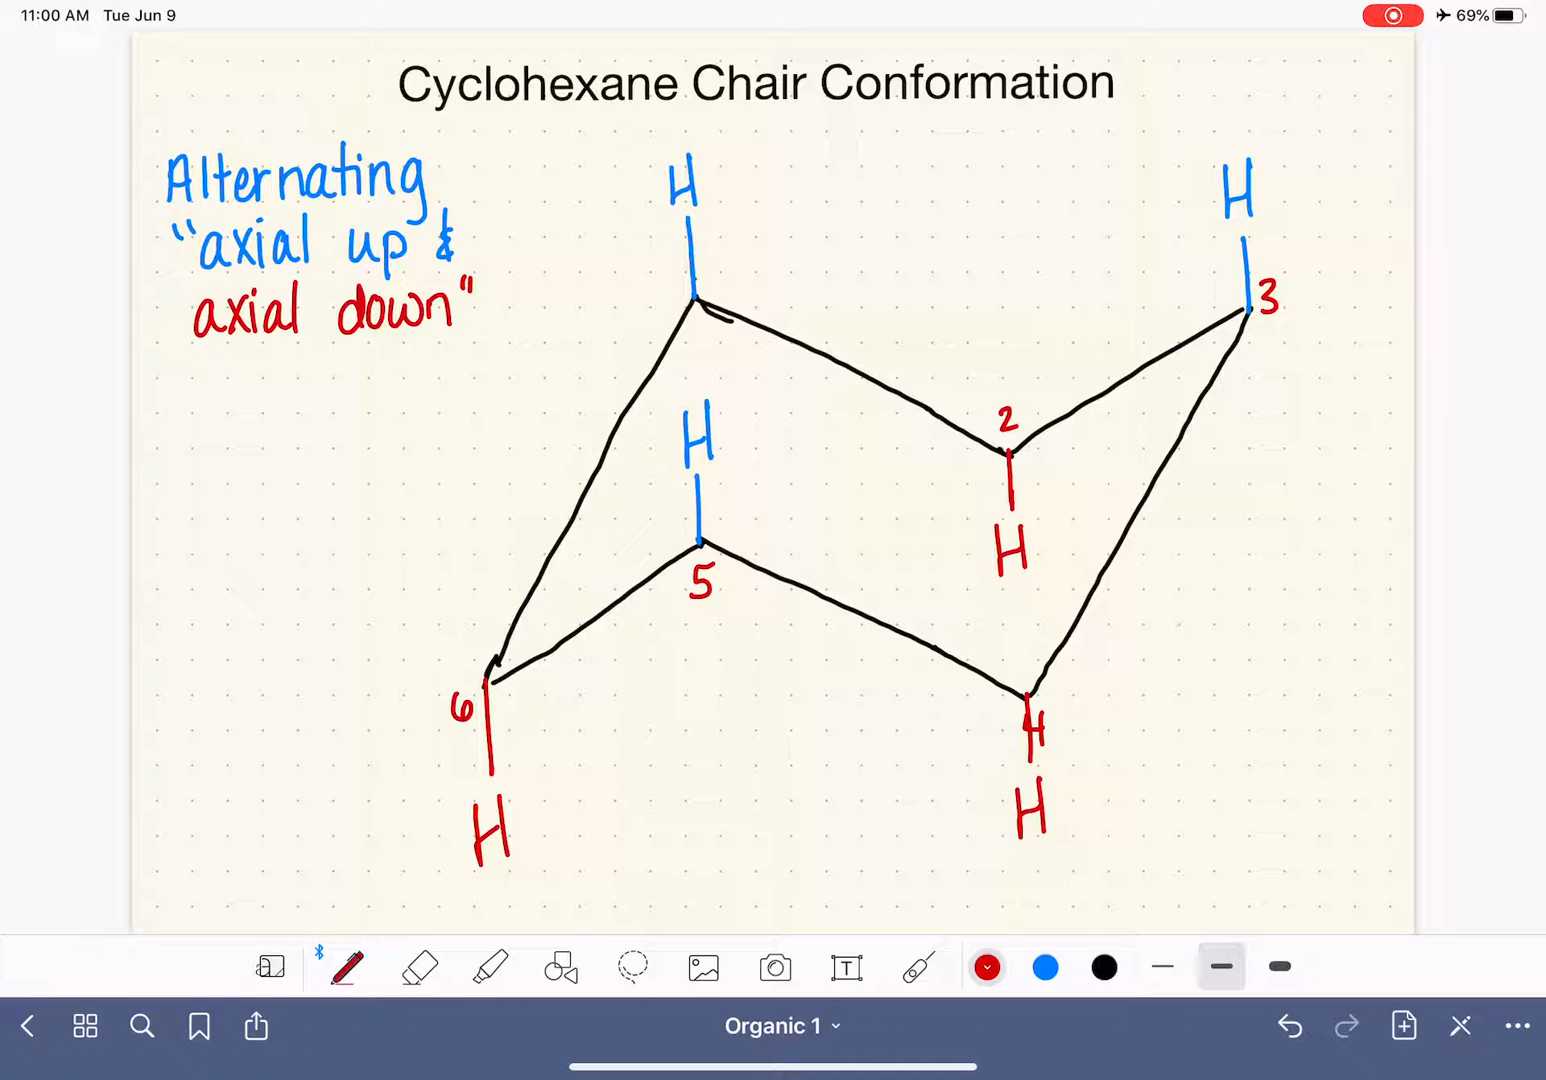 11:00 AM Tue Jun 9
69%
Cyclohexane Chair Conformation
Alternating
“axial up &
axial down"
H
H
3
2
H
H
5
6
4
H
H
T
Organic 1